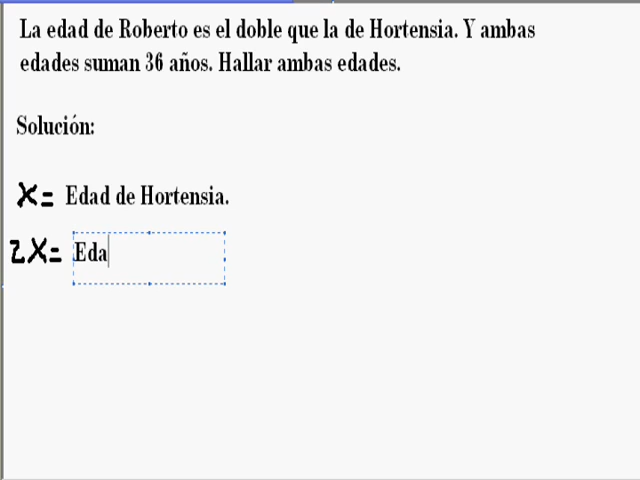 La edad de Roberto es el doble que la de Hortensia. Y ambas
edades suman 36 años. Hallar ambas edades.
Solución:
X= Edad de Hortensia.
2X= Eda